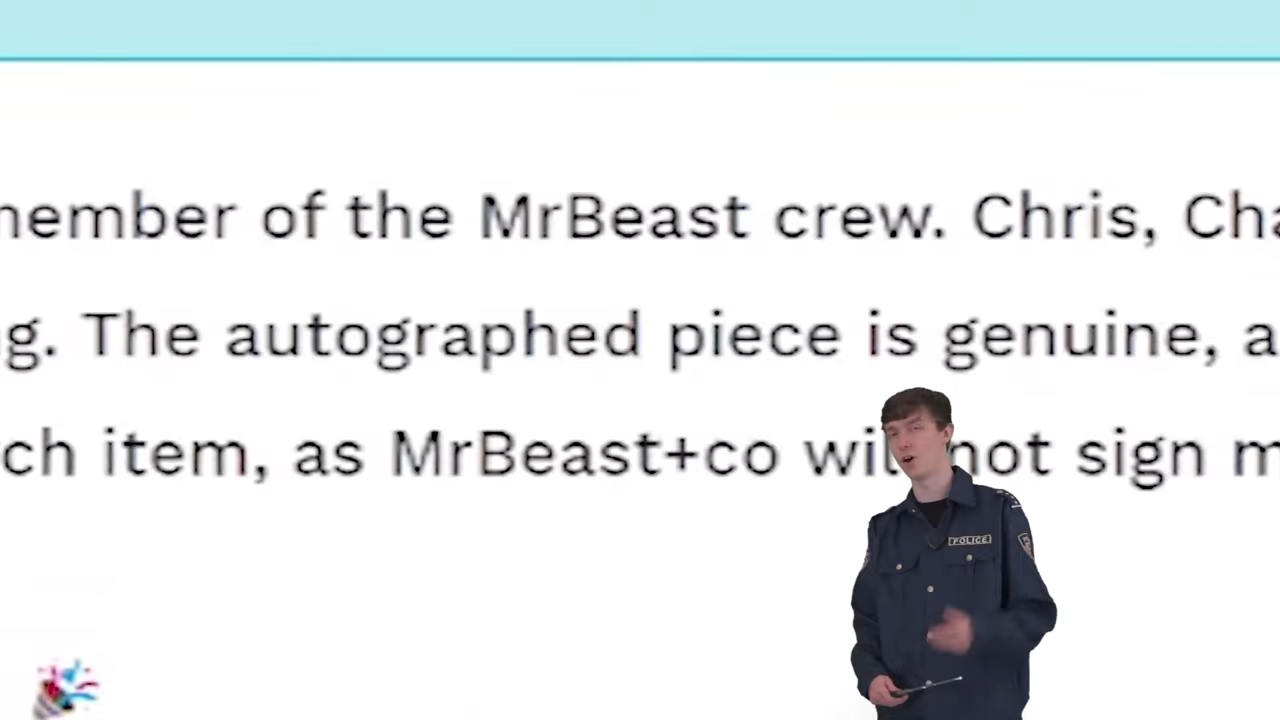 member of the MrBeast crew. Chris, Cha
g. The autographed piece is genuine, a
ch item, as MrBeast+co will not sign m
POLICE